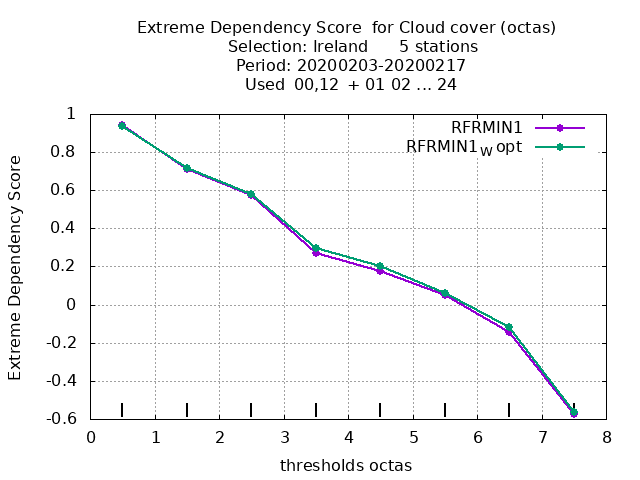 Extreme Dependency Score  for Cloud cover (octas)
Selection: Ireland      5 stations
Period: 20200203-20200217
Used  00,12  + 01 02 ... 24
RFRMIN1
RFRMIN1W opt
Extreme Dependency Score
1
0.8
0.6
0.4
0.2
0
-0.2
-0.4
-0.6
0 1 2 3 4 5 6 7 8
thresholds octas